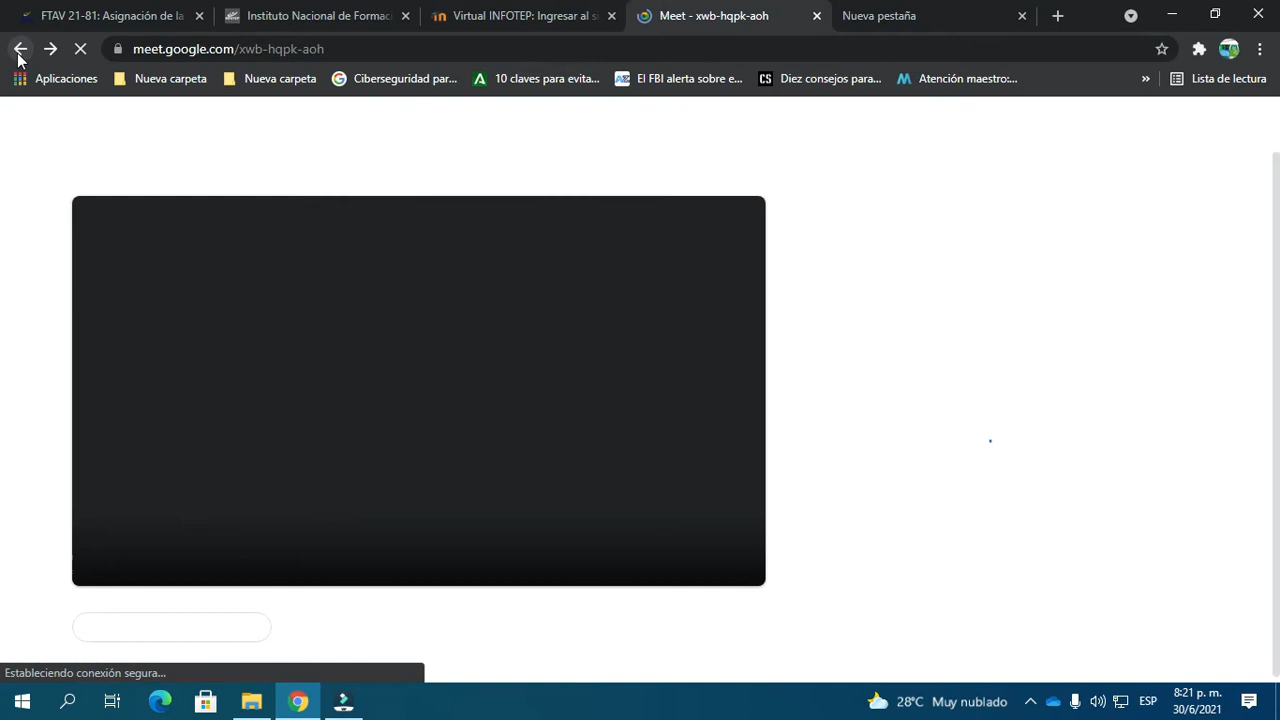 FTAV 21-81: Asignación de la
Instituto Nacional de Formac
Virtual INFOTEP: Ingresar al si
Meet - xwb-hqpk-aoh
Nueva pestaña
meet.google.com/xwb-hqpk-aoh
Aplicaciones
Nueva carpeta
Nueva carpeta
Ciberseguridad par...
10 claves para evita...
El FBI alerta sobre e...
Diez consejos para...
Atención maestro:...
»
Lista de lectura
Estableciendo conexión segura...
28°C Muy nublado
ESP
8:21 p. m.
30/6/2021